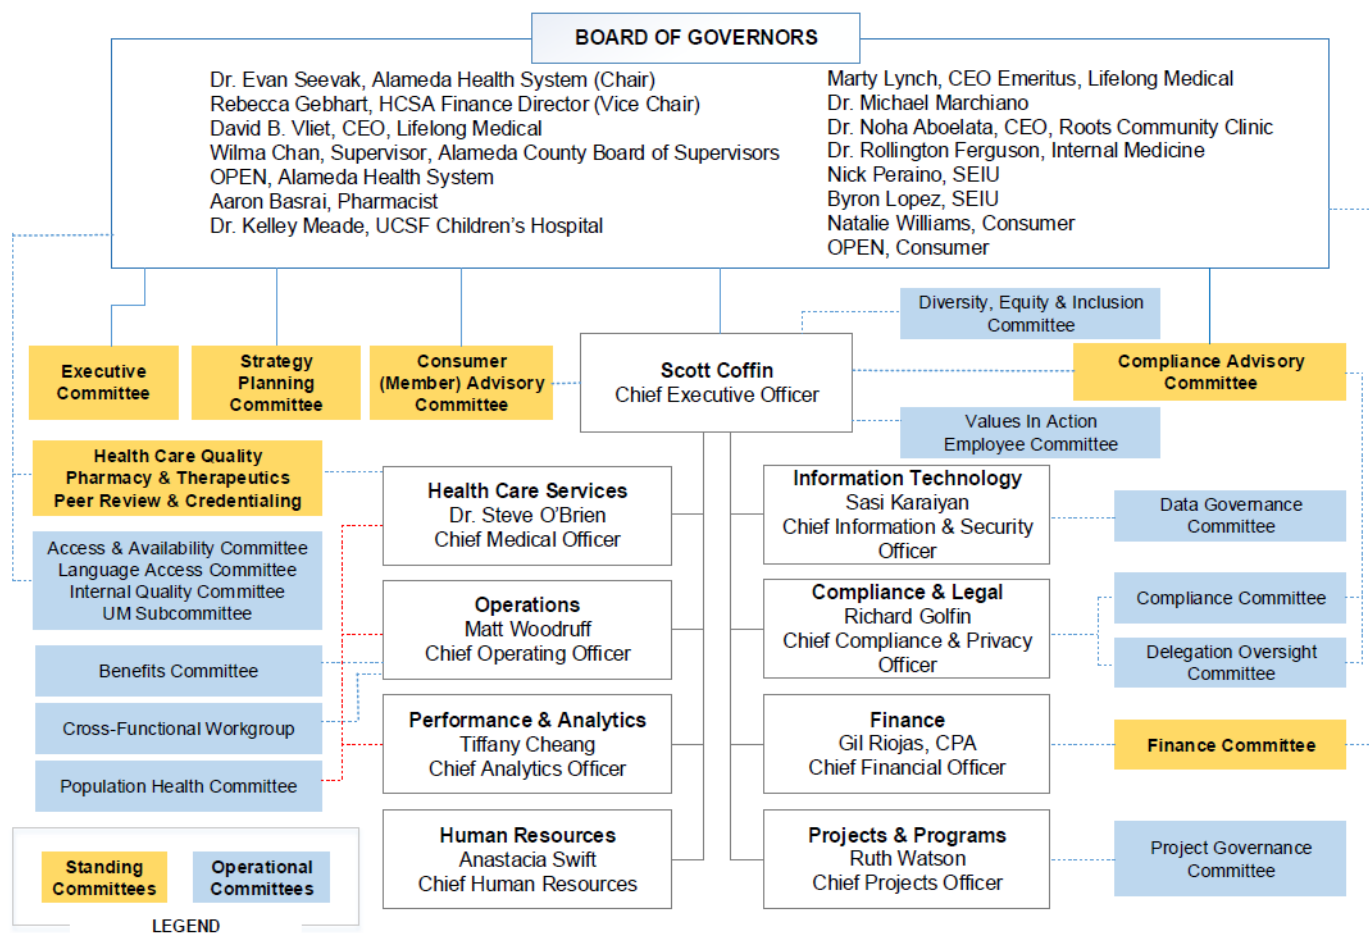 BOARD OF GOVERNORS
Dr. Evan Seevak, Alameda Health System (Chair)
Rebecca Gebhart, HCSA Finance Director (Vice Chair)
David B. Vliet, CEO, Lifelong Medical
Wilma Chan, Supervisor, Alameda County Board of Supervisors
OPEN, Alameda Health System
Aaron Basrai, Pharmacist
Dr. Kelley Meade, UCSF Children’s Hospital
Marty Lynch, CEO Emeritus, Lifelong Medical
Dr. Michael Marchiano
Dr. Noha Aboelata, CEO, Roots Community Clinic
Dr. Rollington Ferguson, Internal Medicine
Nick Peraino, SEIU
Byron Lopez, SEIU
Natalie Williams, Consumer
OPEN, Consumer
Diversity, Equity & Inclusion
Committee
Executive
Committee
Strategy
Planning
Committee
Consumer
(Member) Advisory
Committee
Scott Coffin
Chief Executive Officer
Compliance Advisory
Committee
Values In Action
Employee Committee
Health Care Quality
Pharmacy & Therapeutics
Peer Review & Credentialing
Health Care Services
Dr. Steve O’Brien
Chief Medical Officer
Information Technology
Sasi Karaiyan
Chief Information & Security
Officer
Data Governance
Committee
Access & Availability Committee
Language Access Committee
Internal Quality Committee
UM Subcommittee
Operations
Matt Woodruff
Chief Operating Officer
Compliance & Legal
Richard Golfin
Chief Compliance & Privacy
Officer
Compliance Committee
Delegation Oversight
Committee
Benefits Committee
Cross-Functional Workgroup
Population Health Committee
Performance & Analytics
Tiffany Cheang
Chief Analytics Officer
Finance
Gil Riojas, CPA
Chief Financial Officer
Finance Committee
Human Resources
Anastacia Swift
Chief Human Resources
Projects & Programs
Ruth Watson
Chief Projects Officer
Project Governance
Committee
Standing
Committees
Operational
Committees
LEGEND